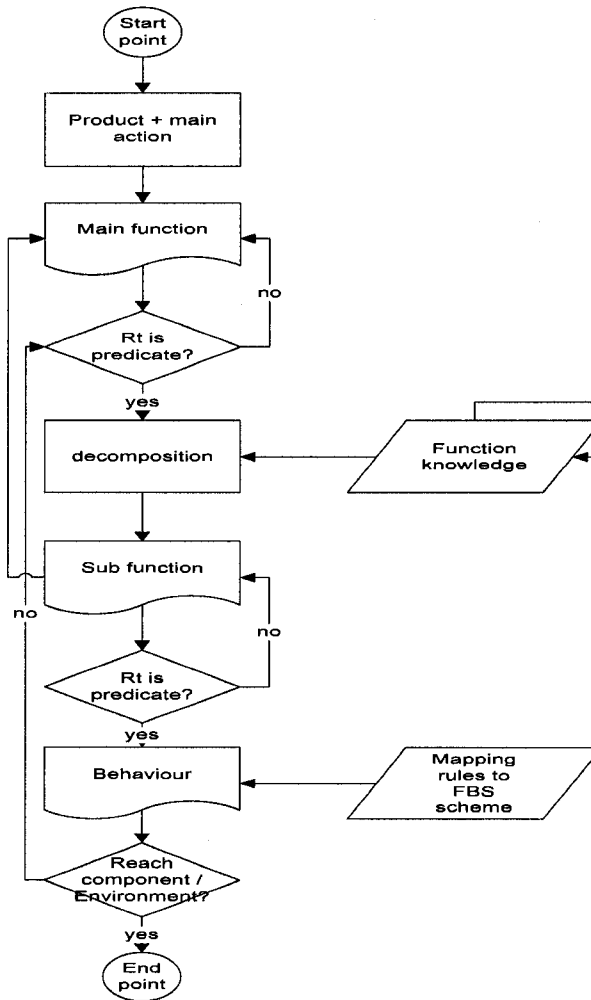 Start
point
Product + main
action
Main function
no
Rt is
predicate?
yes
decomposition
Function
knowledge
Sub function
no
no
Rt is
predicate?
yes
Behaviour
Mapping
rules to
FBS
scheme
Reach
component /
Environment?
yes
End
point